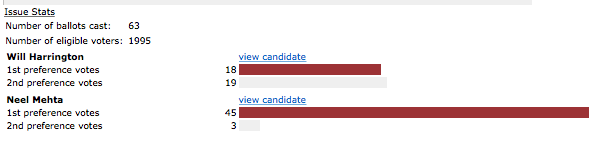 Issue Stats
Number of ballots cast: 63
Number of eligible voters: 1995
Will Harrington view candidate
1st preference votes 18
2nd preference votes 19
Neel Mehta view candidate
1st preference votes 45
2nd preference votes 3